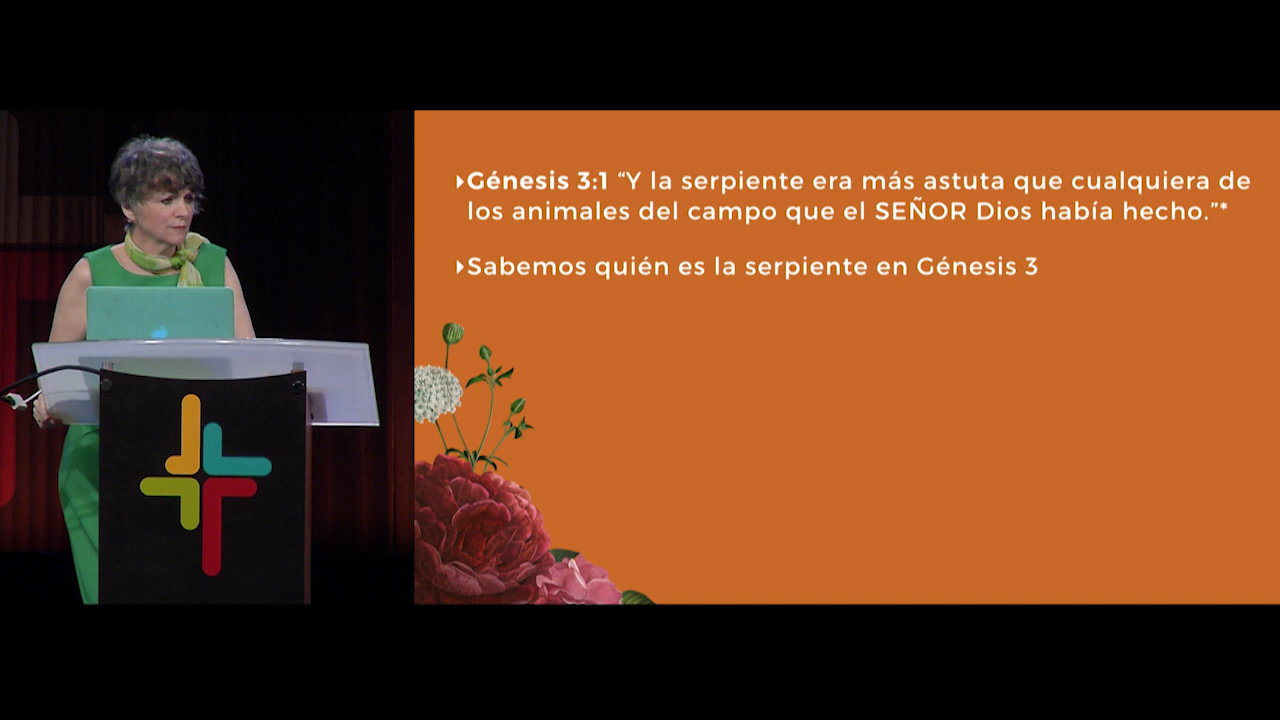 Génesis 3:1 “Y la serpiente era más astuta que cualquiera de
los animales del campo que el SEÑOR Dios había hecho.”*
Sabemos quién es la serpiente en Génesis 3